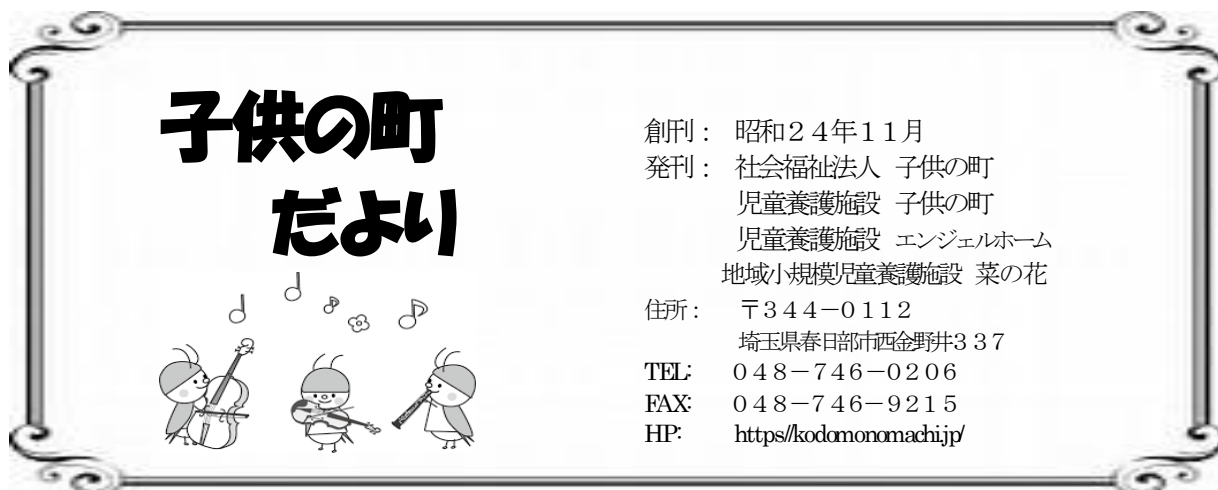 子供の町
だより
創刊： 昭和２４年１１月
発刊： 社会福祉法人 子供の町
児童養護施設 子供の町
児童養護施設 エンジェルホーム
地域小規模児童養護施設 菜の花
住所： 〒３４４－０１１２
埼玉県春日部市西金野井３３７
TEL: ０４８－７４６－０２０６
FAX: ０４８－７４６－９２１５
HP: https//kodomonomachi.jp/